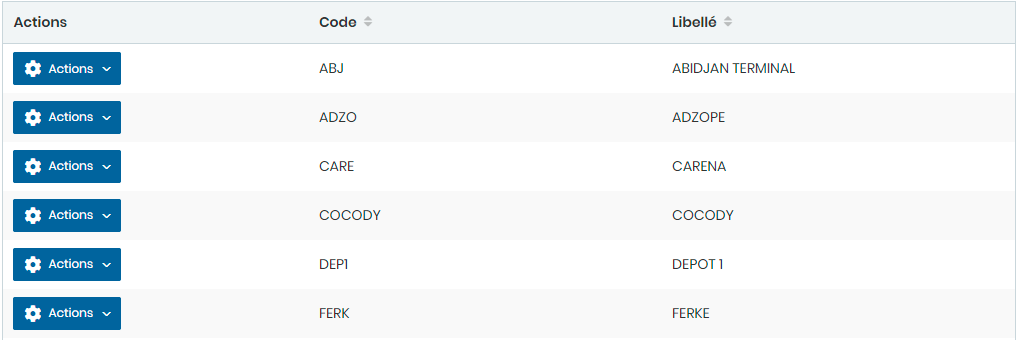 Actions Code Libellé
Actions ABJ ABIDJAN TERMINAL
Actions ADZO ADZOPE
Actions CARE CARENA
Actions COCODY COCODY
Actions DEP1 DEPOT 1
Actions FERK FERKE